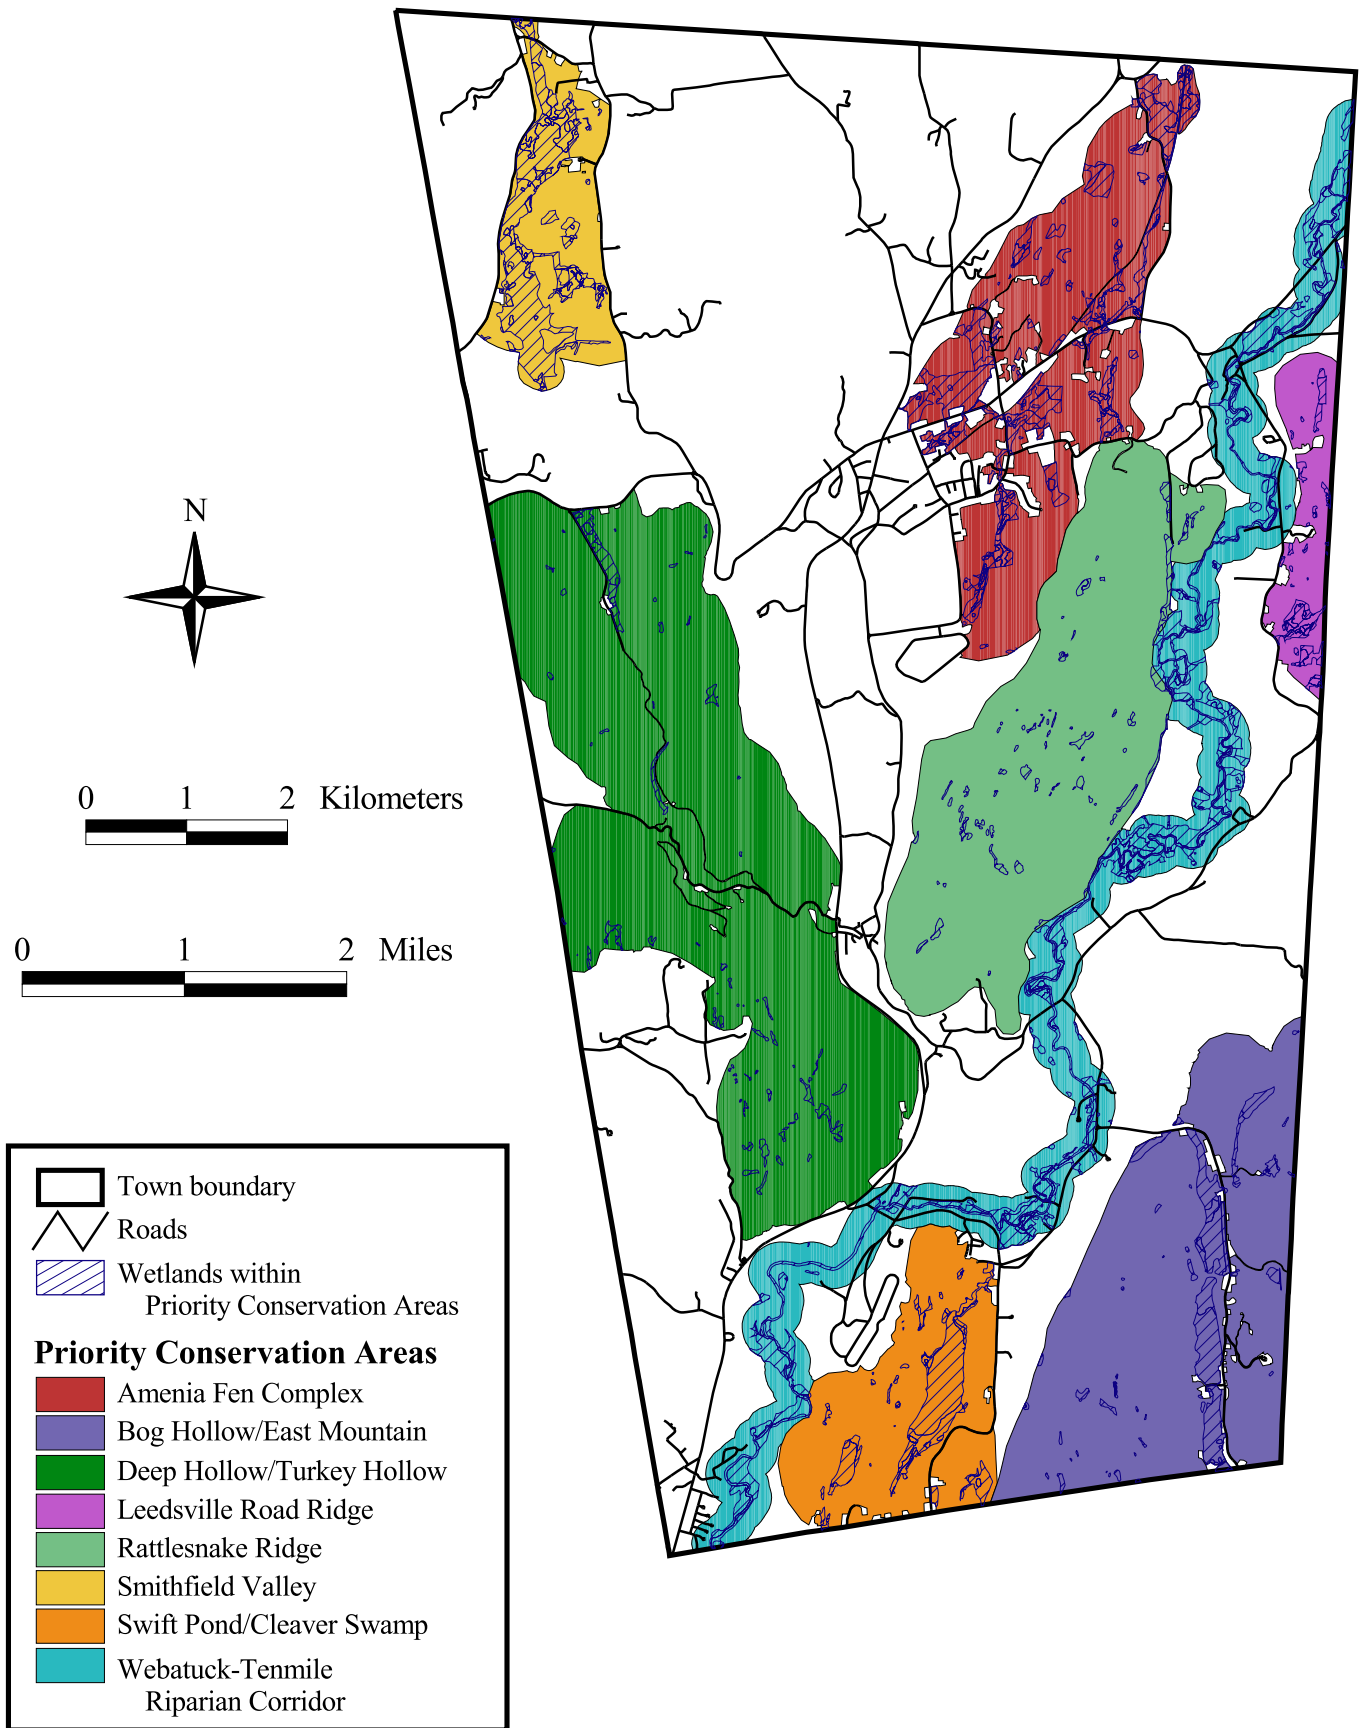 N
0 1 2 Kilometers
0 1 2 Miles
Town boundary
Roads
Wetlands within
Priority Conservation Areas
Priority Conservation Areas
Amenia Fen Complex
Bog Hollow/East Mountain
Deep Hollow/Turkey Hollow
Leedsville Road Ridge
Rattlesnake Ridge
Smithfield Valley
Swift Pond/Cleaver Swamp
Webatuck-Tenmile
Riparian Corridor